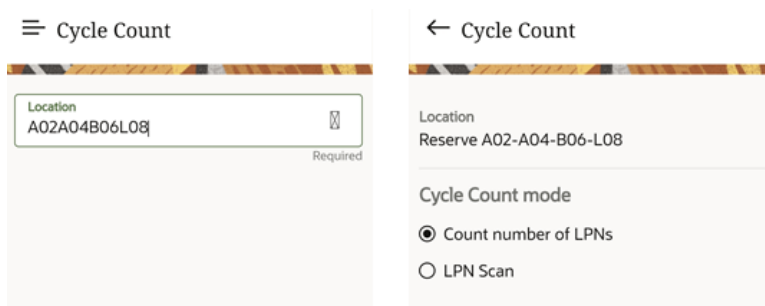 Cycle Count
Location
A02A04B06L08
Required
Cycle Count
Location
Reserve A02-A04-B06-L08
Cycle Count mode
Count number of LPNs
LPN Scan